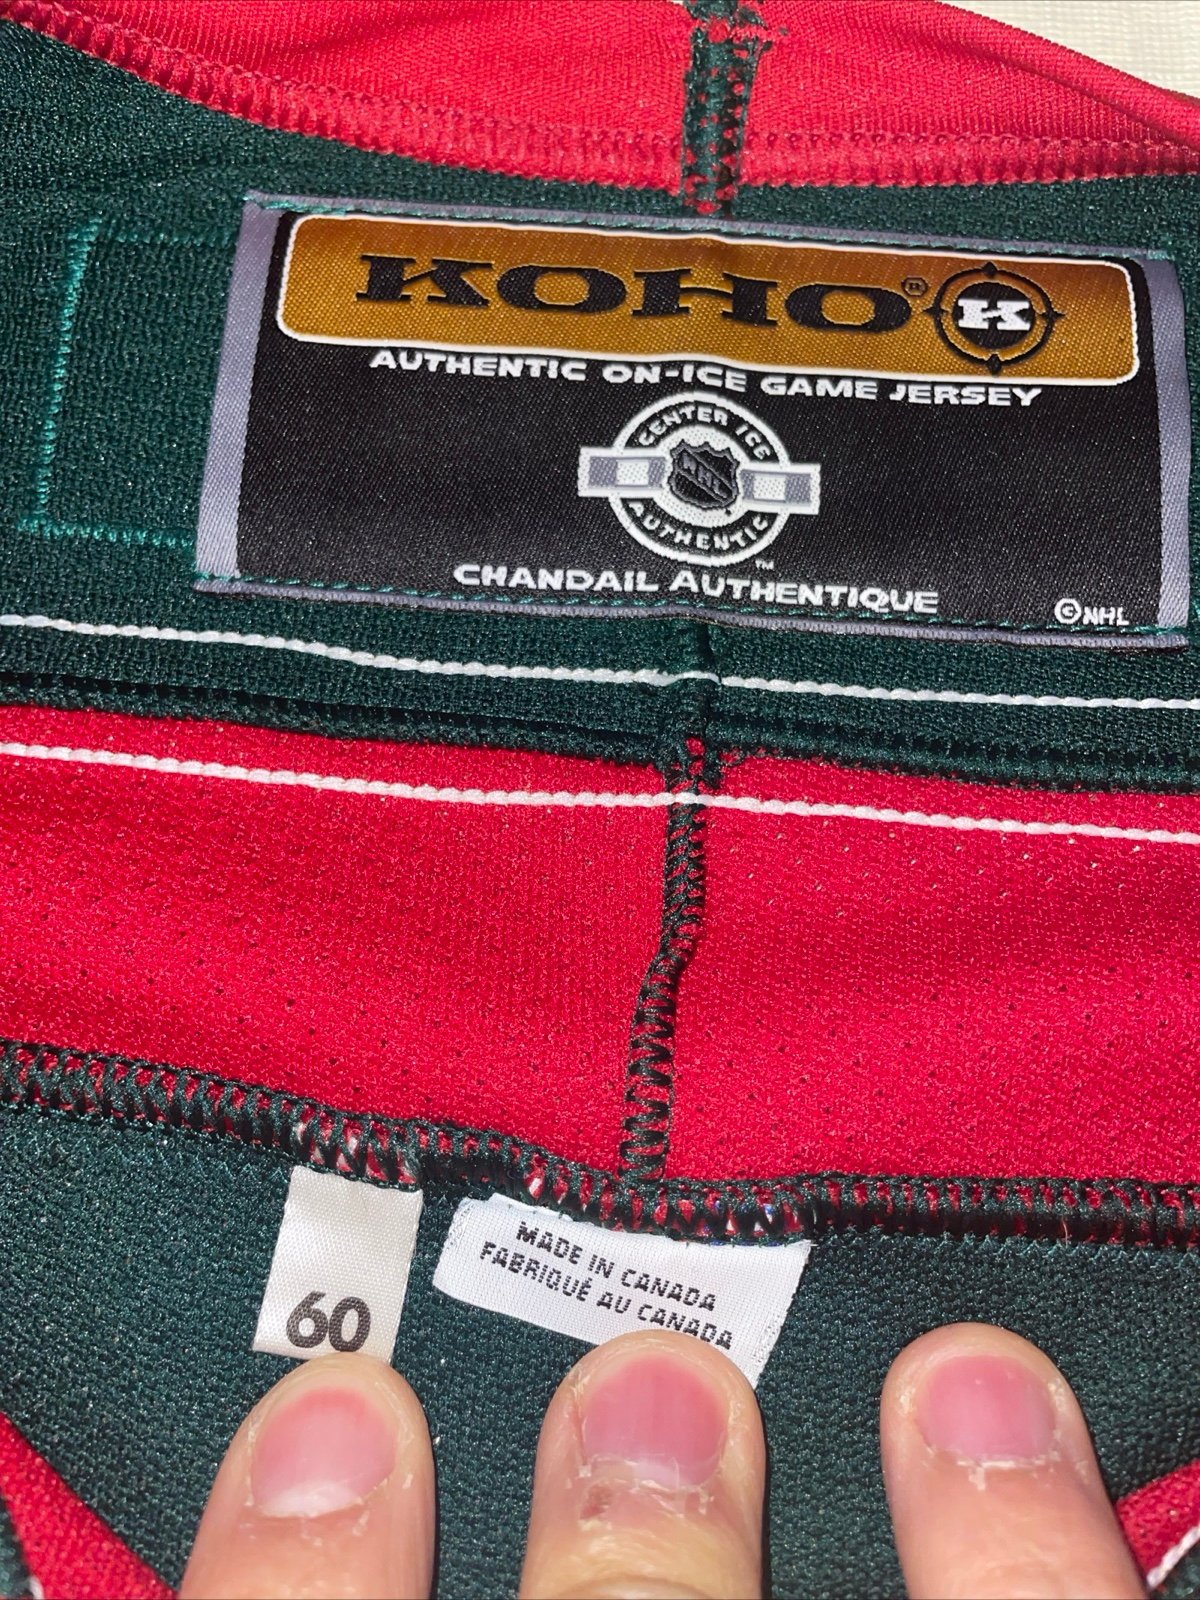 KOHO® K
AUTHENTIC ON-ICE GAME JERSEY
CENTER ICE
NHL
AUTHENTIC
™
CHANDAIL AUTHENTIQUE
© NHL
60
MADE IN CANADA
FABRIQUÉ AU CANADA